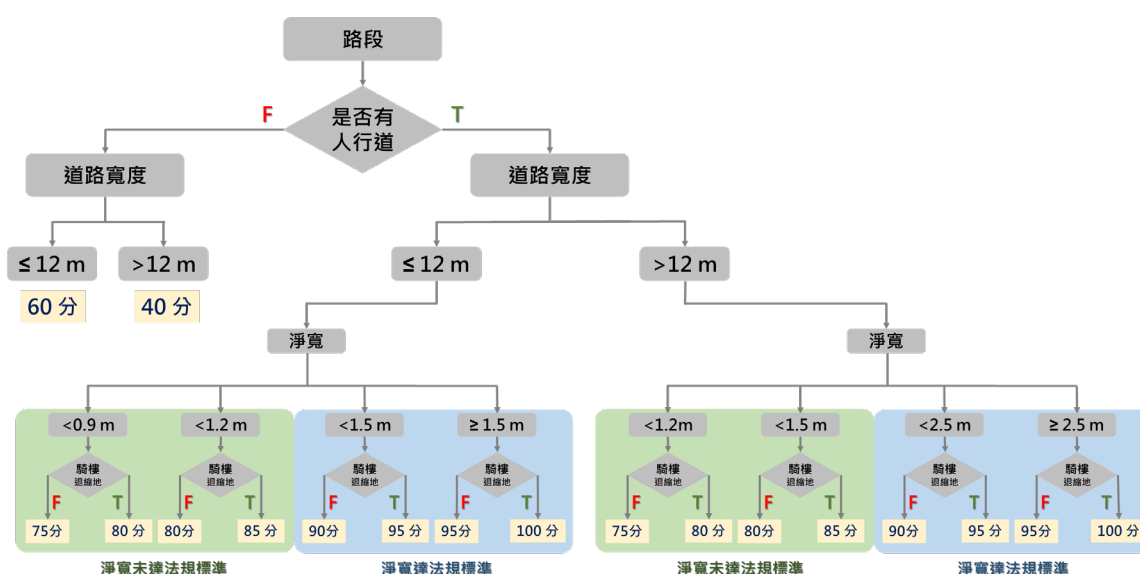 路段
F
是否有
人行道
T
道路寬度
道路寬度
≤ 12 m
>12 m
≤ 12 m
>12 m
60 分
40 分
淨寬
淨寬
<0.9 m
<1.2 m
<1.5 m
≥ 1.5 m
<1.2m
<1.5 m
<2.5 m
≥ 2.5 m
騎樓
退縮地
騎樓
退縮地
騎樓
退縮地
騎樓
退縮地
騎樓
退縮地
騎樓
退縮地
騎樓
退縮地
騎樓
退縮地
F
T
F
T
F
T
F
T
F
T
F
T
F
T
F
T
75分
80 分
80分
85 分
90分
95 分
95分
100 分
75分
80 分
80分
85 分
90分
95 分
95分
100 分
淨寬未達法規標準
淨寬達法規標準
淨寬未達法規標準
淨寬達法規標準